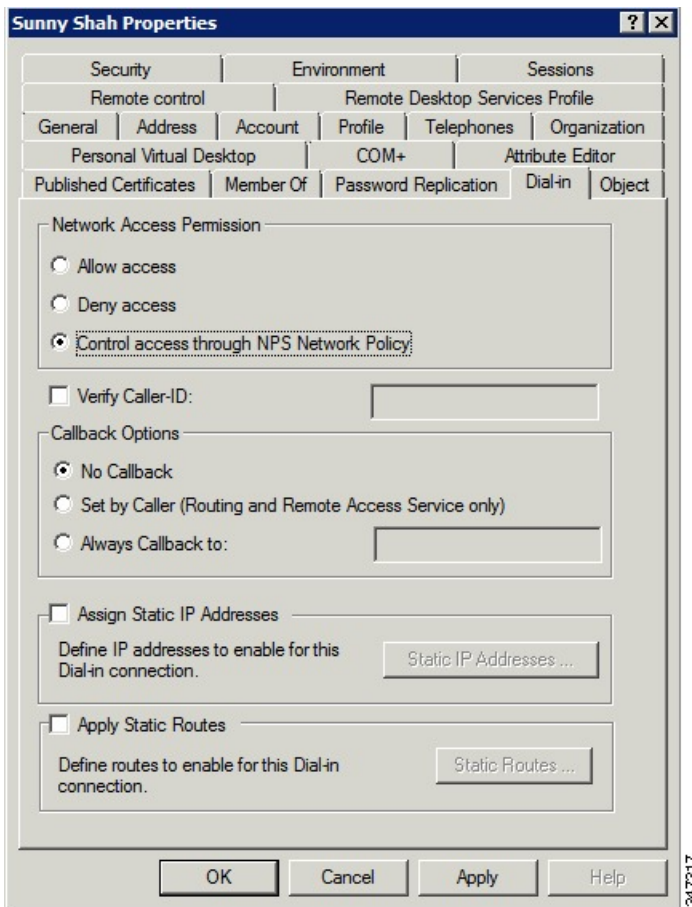 Sunny Shah Properties ? X
Security Environment Sessions
Remote control Remote Desktop Services Profile
General Address Account Profile Telephones Organization
Personal Virtual Desktop COM+ Attribute Editor
Published Certificates Member Of Password Replication Dial-in Object
Network Access Permission
Allow access
Deny access
Control access through NPS Network Policy
Verify Caller-ID:
Callback Options
No Callback
Set by Caller (Routing and Remote Access Service only)
Always Callback to:
Assign Static IP Addresses
Define IP addresses to enable for this
Dial-in connection.
Static IP Addresses ...
Apply Static Routes
Define routes to enable for this Dial-in
connection.
Static Routes ...
OK Cancel Apply Help
347317